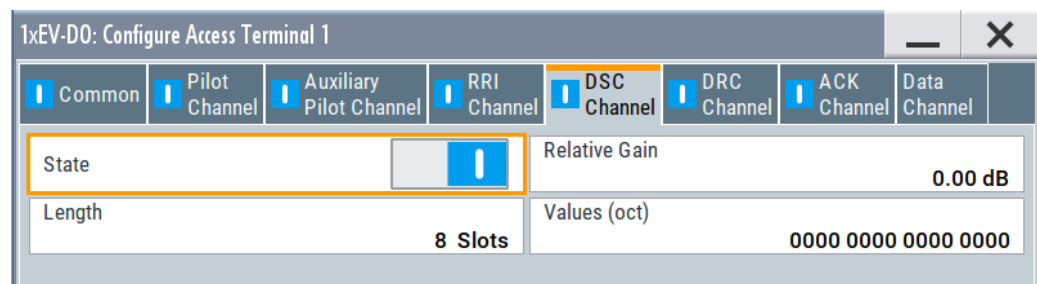 1xEV-DO: Configure Access Terminal 1
Common
Pilot
Channel
Auxiliary
Pilot Channel
RRI
Channel
DSC
Channel
DRC
Channel
ACK
Channel
Data
Channel
State
Relative Gain
0.00 dB
Length
8 Slots
Values (oct)
0000 0000 0000 0000